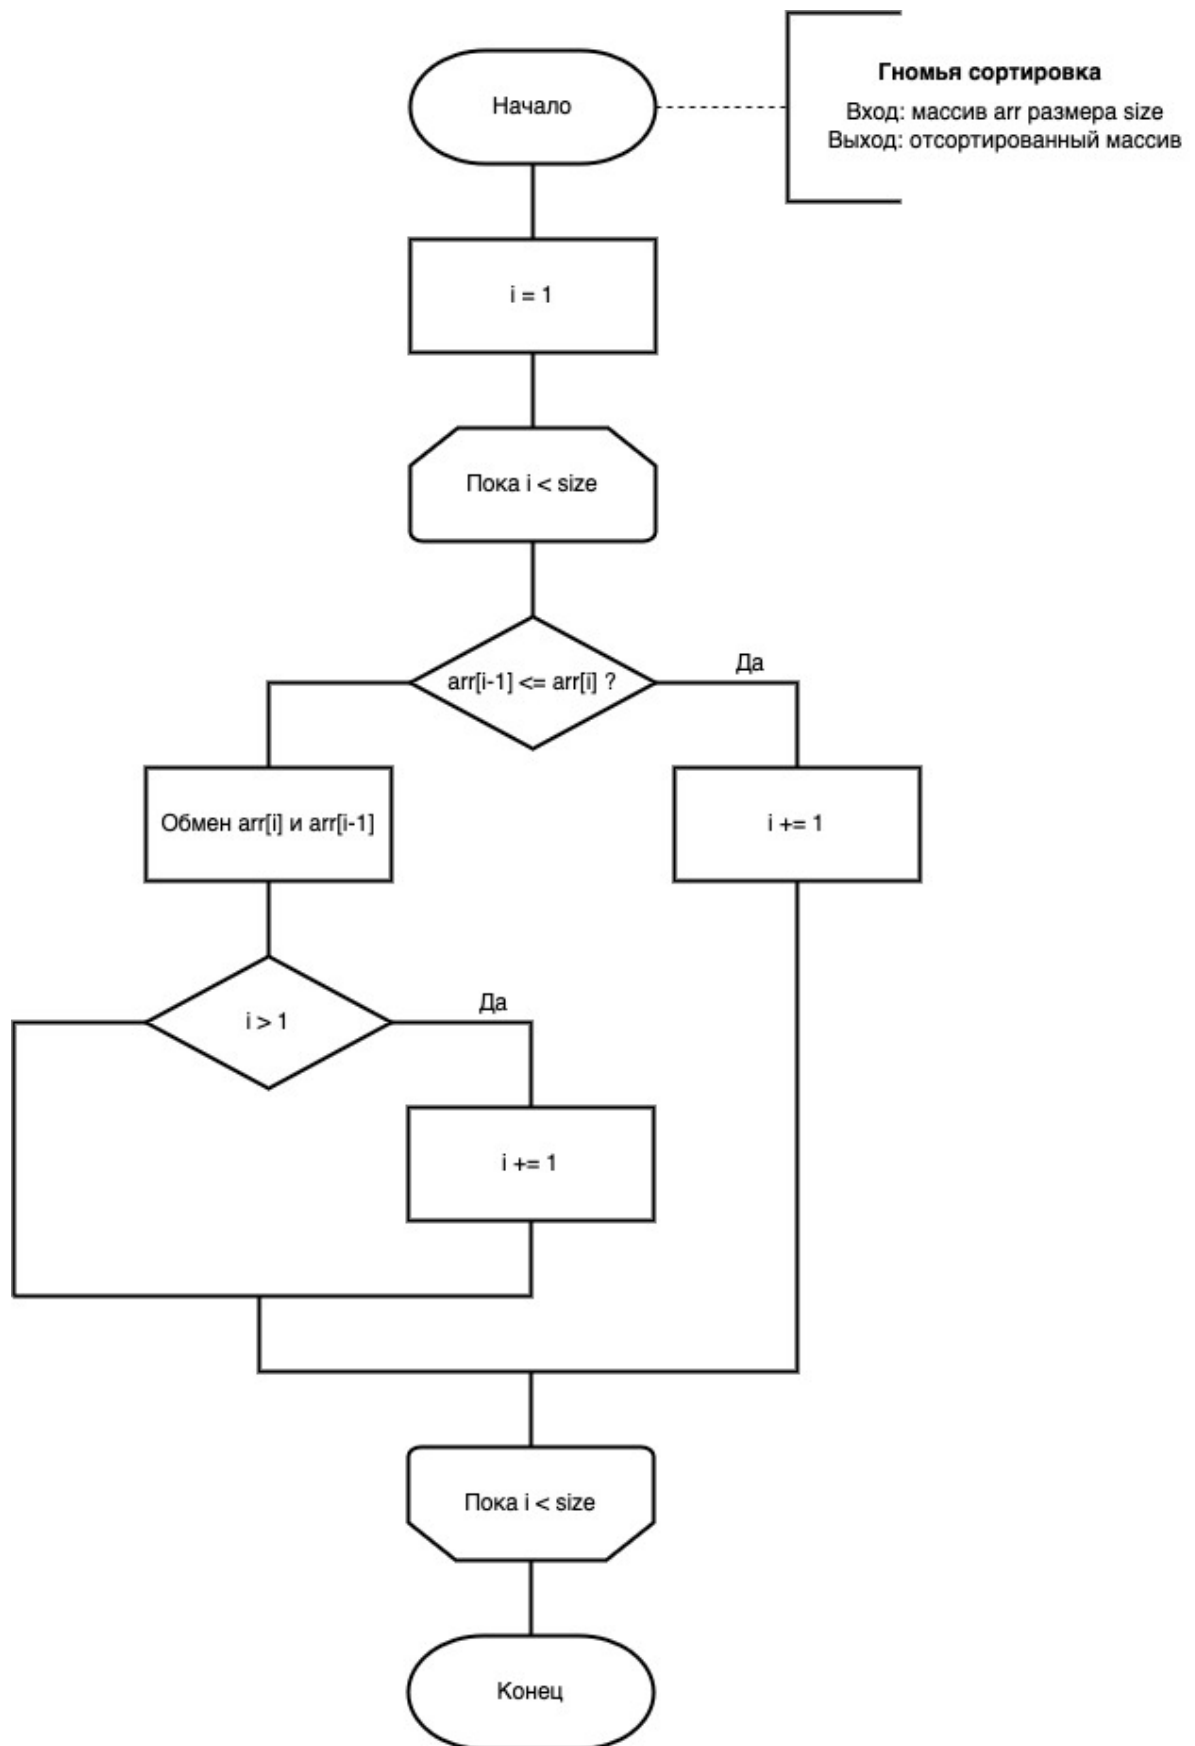 Начало
Гномья сортировка
Вход: массив arr размера size
Выход: отсортированный массив
i = 1
Пока i < size
arr[i-1] <= arr[i] ?
Да
Обмен arr[i] и arr[i-1]
i += 1
i > 1
Да
i += 1
Пока i < size
Конец